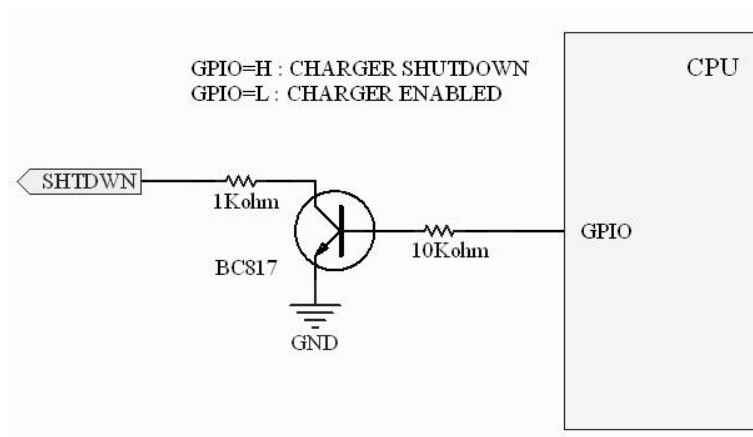 GPIO=H : CHARGER SHUTDOWN
GPIO=L : CHARGER ENABLED
CPU
SHTDWN
1Kohm
BC817
10Kohm
GPIO
GND